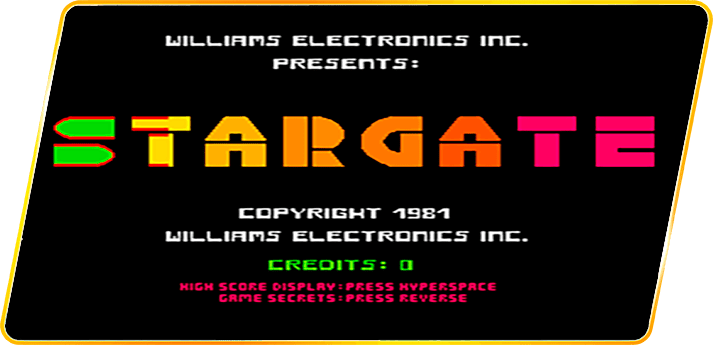 WILLIAMS ELECTRONICS INC.
PRESENTS:
STARGATE
COPYRIGHT 1981
WILLIAMS ELECTRONICS INC.
CREDITS: 0
HIGH SCORE DISPLAY:PRESS HYPERSPACE
GAME SECRETS:PRESS REVERSE